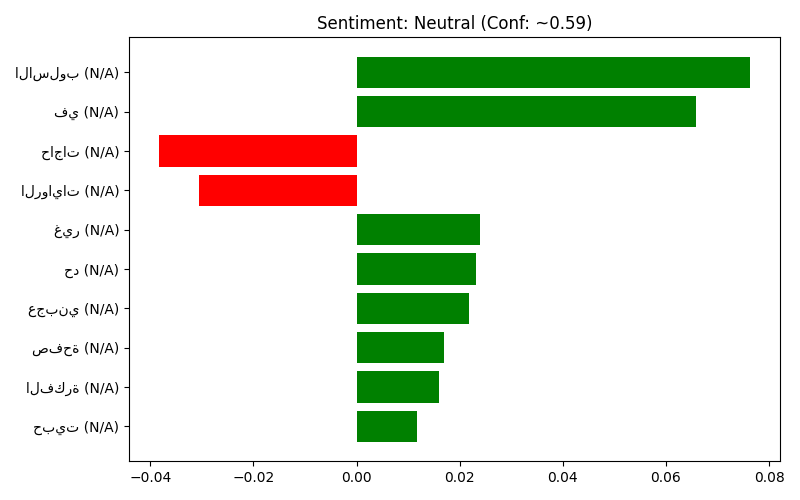 Sentiment: Neutral (Conf: ~0.59)
الاسلوب (N/A)
في (N/A)
حاجات (N/A)
الروايات (N/A)
غير (N/A)
حد (N/A)
عجبني (N/A)
صفحة (N/A)
الفكرة (N/A)
حبيت (N/A)
−0.04 −0.02 0.00 0.02 0.04 0.06 0.08